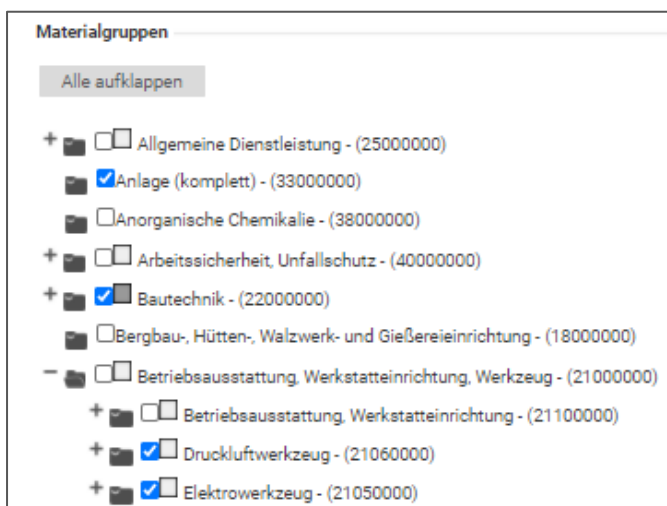 Materialgruppen
Alle aufklappen
Allgemeine Dienstleistung - (25000000)
Anlage (komplett) - (33000000)
Anorganische Chemikalie - (38000000)
Arbeitssicherheit, Unfallschutz - (40000000)
Bautechnik - (22000000)
Bergbau-, Hütten-, Walzwerk- und Gießereieinrichtung - (18000000)
Betriebsausstattung, Werkstatteinrichtung, Werkzeug - (21000000)
Betriebsausstattung, Werkstatteinrichtung - (21100000)
Druckluftwerkzeug - (21060000)
Elektrowerkzeug - (21050000)